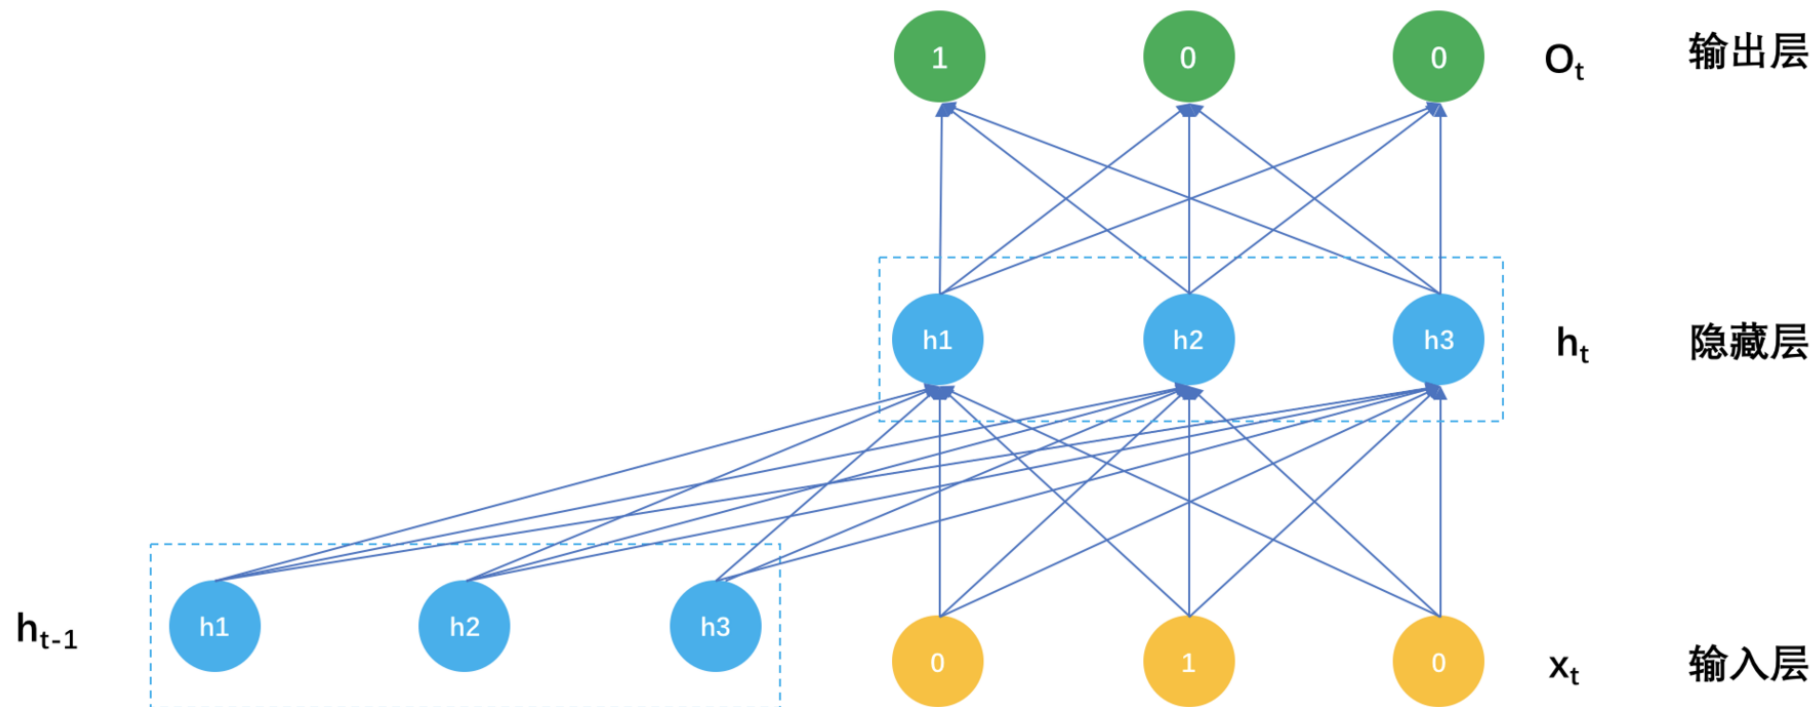 1 0 0 Ot 输出层
h1 h2 h3 ht 隐藏层
ht-1 h1 h2 h3
0 1 0 xt 输入层